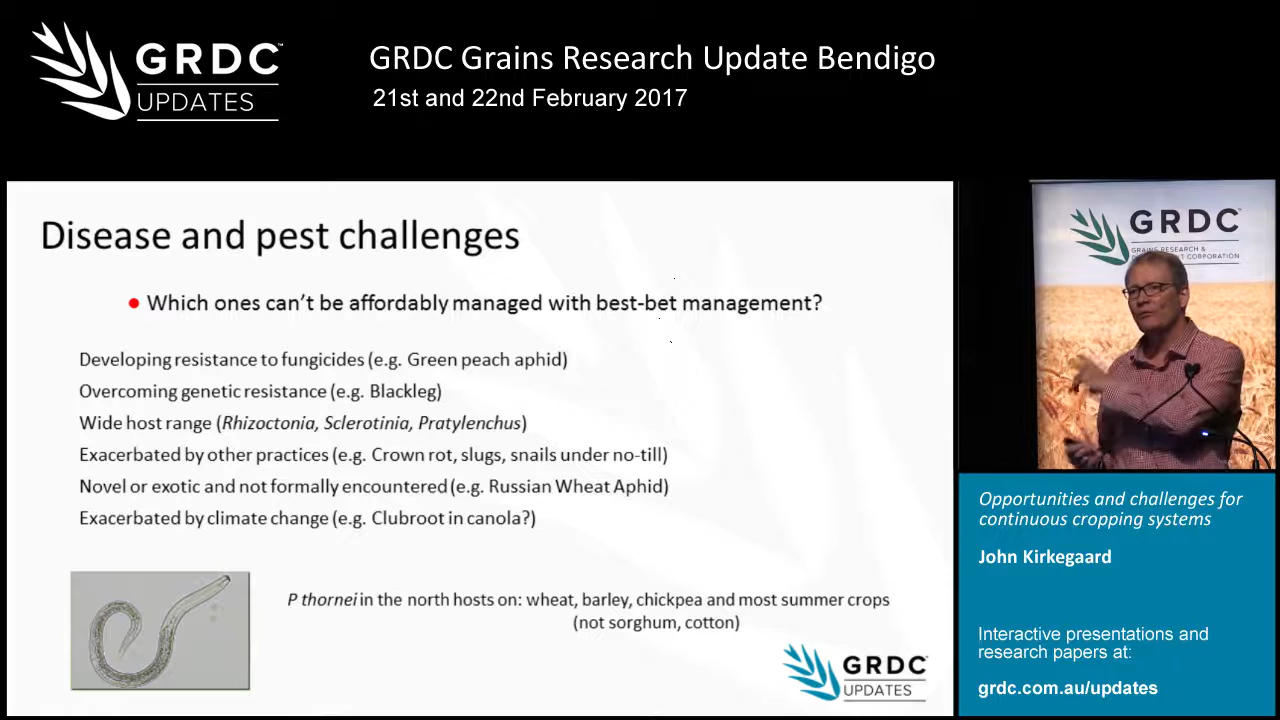 GRDC™
UPDATES
GRDC Grains Research Update Bendigo
21st and 22nd February 2017
Disease and pest challenges
Which ones can't be affordably managed with best-bet management?
Developing resistance to fungicides (e.g. Green peach aphid)
Overcoming genetic resistance (e.g. Blackleg)
Wide host range (Rhizoctonia, Sclerotinia, Pratylenchus)
Exacerbated by other practices (e.g. Crown rot, slugs, snails under no-till)
Novel or exotic and not formally encountered (e.g. Russian Wheat Aphid)
Exacerbated by climate change (e.g. Clubroot in canola?)
P thornei in the north hosts on: wheat, barley, chickpea and most summer crops
(not sorghum, cotton)
GRDC™
UPDATES
GRDC™
GRAINS RESEARCH &
CORPORATION
Opportunities and challenges for
continuous cropping systems
John Kirkegaard
Interactive presentations and
research papers at:
grdc.com.au/updates